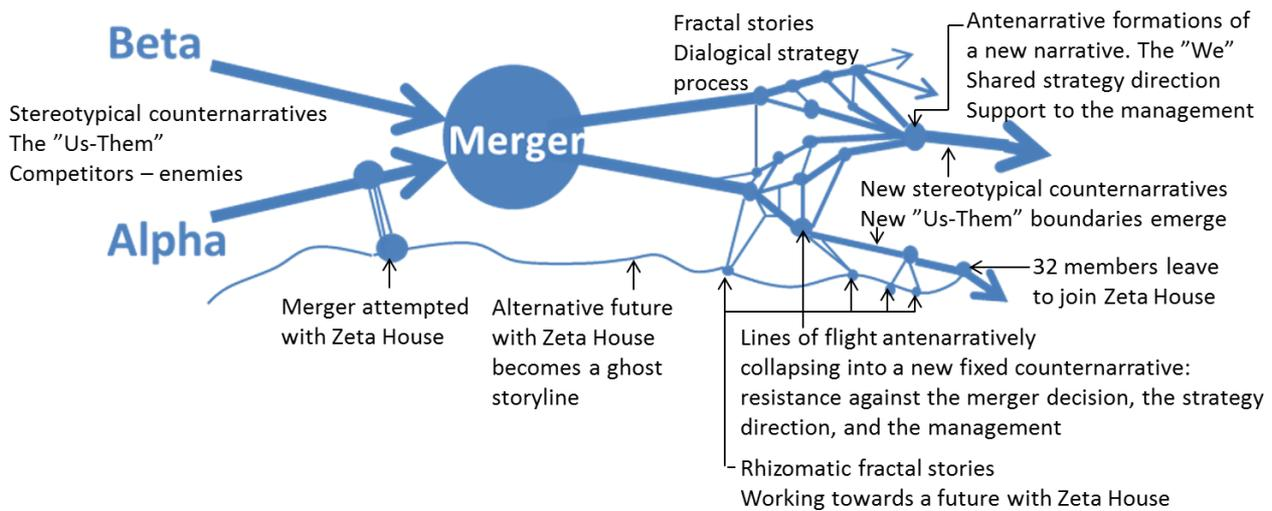 Beta
Stereotypical counternarratives
The ”Us-Them”
Competitors – enemies
Alpha
Merger
Fractal stories
Dialogical strategy
process
Antenarrative formations of
a new narrative. The ”We”
Shared strategy direction
Support to the management
New stereotypical counternarratives
New ”Us-Them” boundaries emerge
32 members leave
to join Zeta House
Merger attempted
with Zeta House
Alternative future
with Zeta House
becomes a ghost
storyline
Lines of flight antenarratively
collapsing into a new fixed counternarrative:
resistance against the merger decision, the strategy
direction, and the management
Rhizomatic fractal stories
Working towards a future with Zeta House